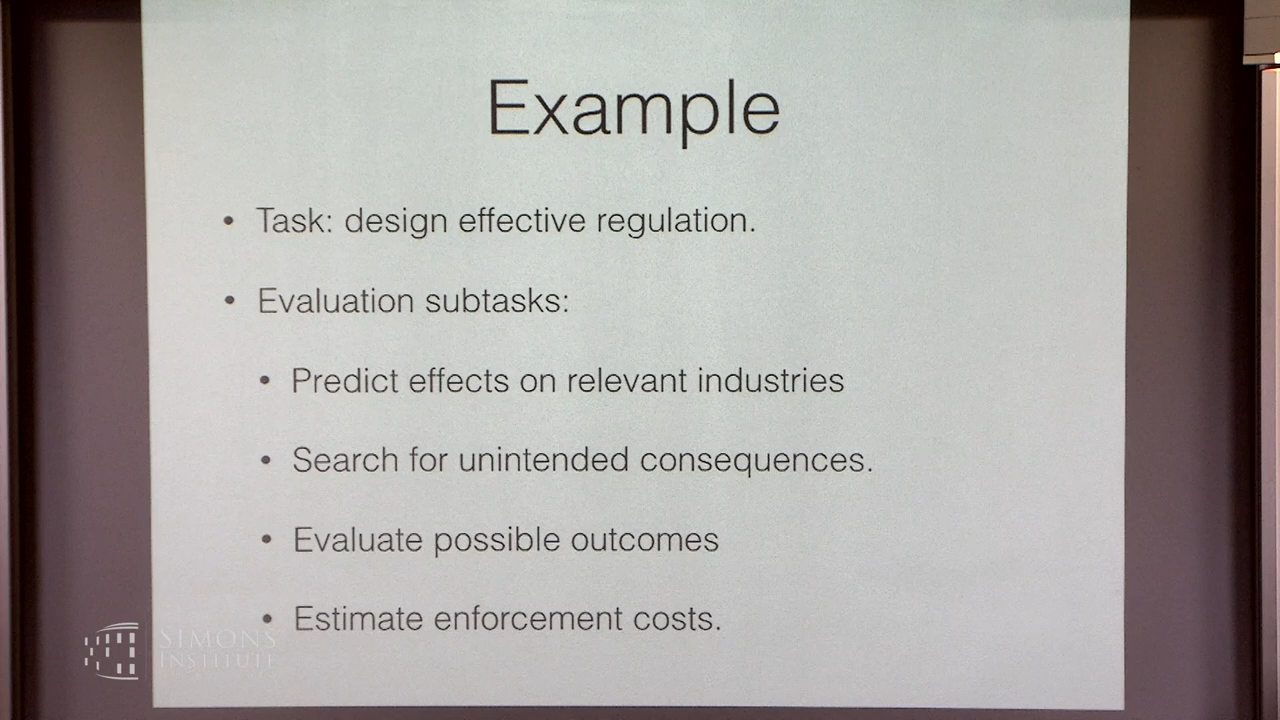 Example
• Task: design effective regulation.
• Evaluation subtasks:
• Predict effects on relevant industries
• Search for unintended consequences.
• Evaluate possible outcomes
• Estimate enforcement costs.
SIMONS
INSTITUTE